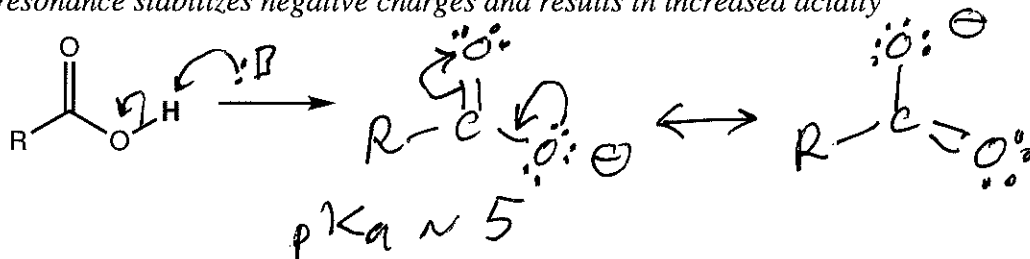 resonance stabilizes negative charges and results in increased acidity
O
R O H :B R C O: O: ⊖ ↔ :O: ⊖ R C O:
pKa ~ 5